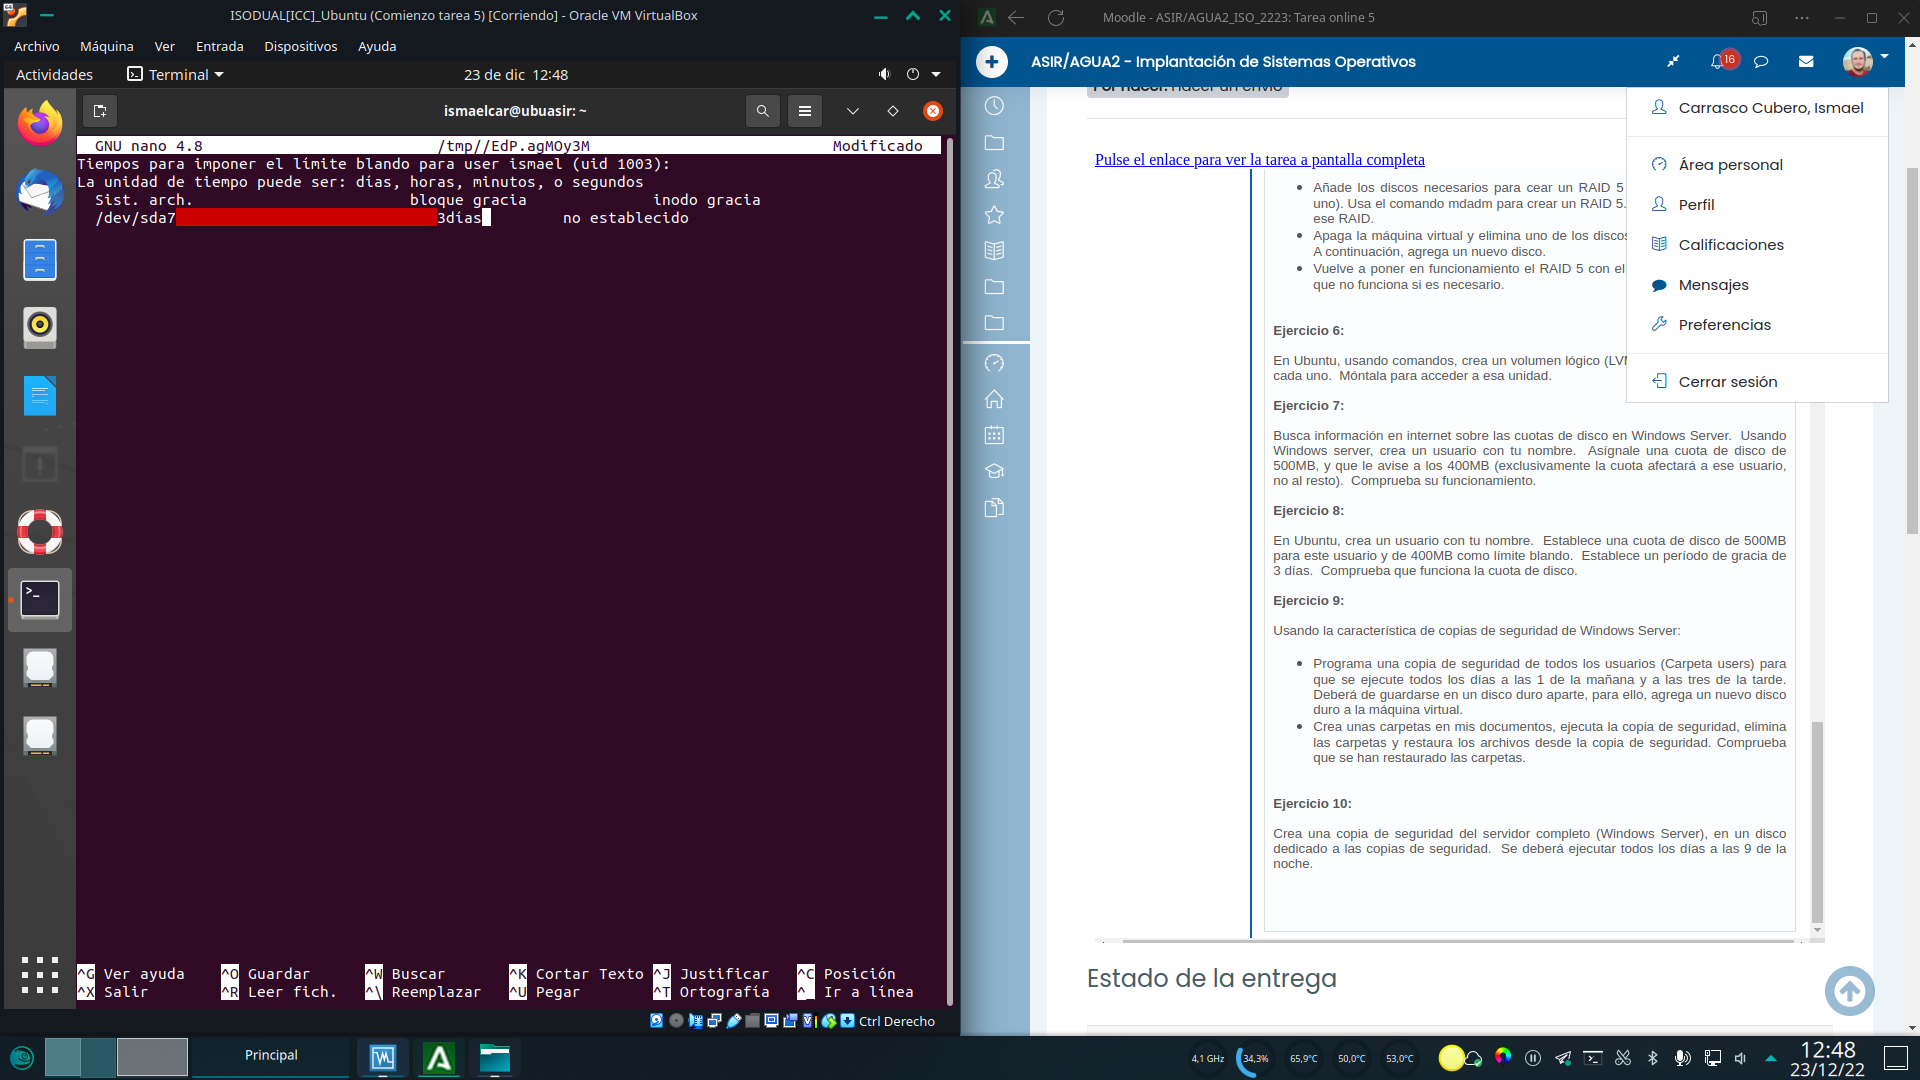 ISODUAL[ICC]_Ubuntu (Comienzo tarea 5) [Corriendo] - Oracle VM VirtualBox
Archivo Máquina Ver Entrada Dispositivos Ayuda
Actividades Terminal 23 de dic 12:48
ismaelcar@ubuasir: ~
GNU nano 4.8 /tmp//EdP.agMOy3M Modificado
Tiempos para imponer el límite blando para user ismael (uid 1003):
La unidad de tiempo puede ser: días, horas, minutos, o segundos
Sist. arch. bloque gracia inodo gracia
/dev/sda7 3días no establecido
^G Ver ayuda ^O Guardar ^W Buscar ^K Cortar Texto ^J Justificar ^C Posición
^X Salir ^R Leer fich. ^\ Reemplazar ^U Pegar ^T Ortografía ^_ Ir a línea
Ctrl Derecho
Moodle - ASIR/AGUA2_ISO_2223: Tarea online 5
ASIR/AGUA2 - Implantación de Sistemas Operativos
16
Por hacer: Hacer un envío
Pulse el enlace para ver la tarea a pantalla completa
Carrasco Cubero, Ismael
Área personal
Perfil
Calificaciones
Mensajes
Preferencias
Cerrar sesión
Añade los discos necesarios para cear un RAID 5
uno). Usa el comando mdadm para crear un RAID 5.
ese RAID.
Apaga la máquina virtual y elimina uno de los discos
A continuación, agrega un nuevo disco.
Vuelve a poner en funcionamiento el RAID 5 con el
que no funciona si es necesario.
Ejercicio 6:
En Ubuntu, usando comandos, crea un volumen lógico (LVM
cada uno. Móntala para acceder a esa unidad.
Ejercicio 7:
Busca información en internet sobre las cuotas de disco en Windows Server. Usando
Windows server, crea un usuario con tu nombre. Asígnale una cuota de disco de
500MB, y que le avise a los 400MB (exclusivamente la cuota afectará a ese usuario,
no al resto). Comprueba su funcionamiento.
Ejercicio 8:
En Ubuntu, crea un usuario con tu nombre. Establece una cuota de disco de 500MB
para este usuario y de 400MB como límite blando. Establece un período de gracia de
3 días. Comprueba que funciona la cuota de disco.
Ejercicio 9:
Usando la característica de copias de seguridad de Windows Server:
Programa una copia de seguridad de todos los usuarios (Carpeta users) para
que se ejecute todos los días a las 1 de la mañana y a las tres de la tarde.
Deberá de guardarse en un disco duro aparte, para ello, agrega un nuevo disco
duro a la máquina virtual.
Crea unas carpetas en mis documentos, ejecuta la copia de seguridad, elimina
las carpetas y restaura los archivos desde la copia de seguridad. Comprueba
que se han restaurado las carpetas.
Ejercicio 10:
Crea una copia de seguridad del servidor completo (Windows Server), en un disco
dedicado a las copias de seguridad. Se deberá ejecutar todos los días a las 9 de la
noche.
Estado de la entrega
Principal
4,1 GHz 34,3% 65,9°C 50,0°C 53,0°C
12:48
23/12/22